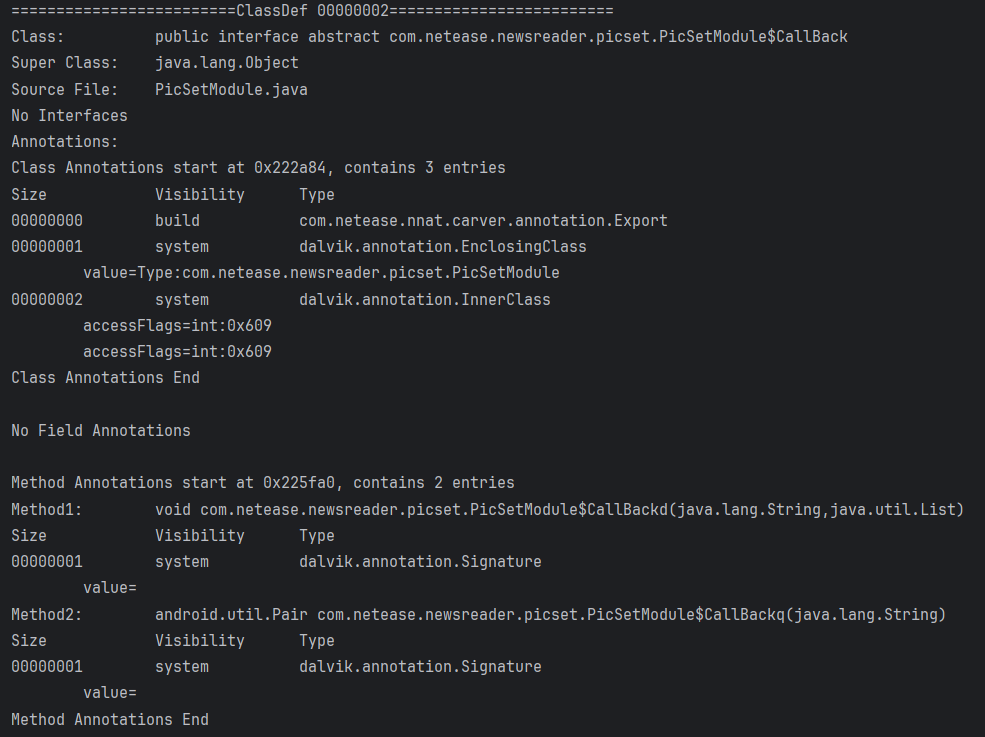 =========================ClassDef 00000002=========================
Class:          public interface abstract com.netease.newsreader.picset.PicSetModule$CallBack
Super Class:    java.lang.Object
Source File:    PicSetModule.java
No Interfaces
Annotations:
Class Annotations start at 0x222a84, contains 3 entries
Size            Visibility      Type
00000000        build           com.netease.nnat.carver.annotation.Export
00000001        system          dalvik.annotation.EnclosingClass
        value=Type:com.netease.newsreader.picset.PicSetModule
00000002        system          dalvik.annotation.InnerClass
        accessFlags=int:0x609
        accessFlags=int:0x609
Class Annotations End
No Field Annotations
Method Annotations start at 0x225fa0, contains 2 entries
Method1:        void com.netease.newsreader.picset.PicSetModule$CallBackd(java.lang.String,java.util.List)
Size            Visibility      Type
00000001        system          dalvik.annotation.Signature
        value=
Method2:        android.util.Pair com.netease.newsreader.picset.PicSetModule$CallBackq(java.lang.String)
Size            Visibility      Type
00000001        system          dalvik.annotation.Signature
        value=
Method Annotations End